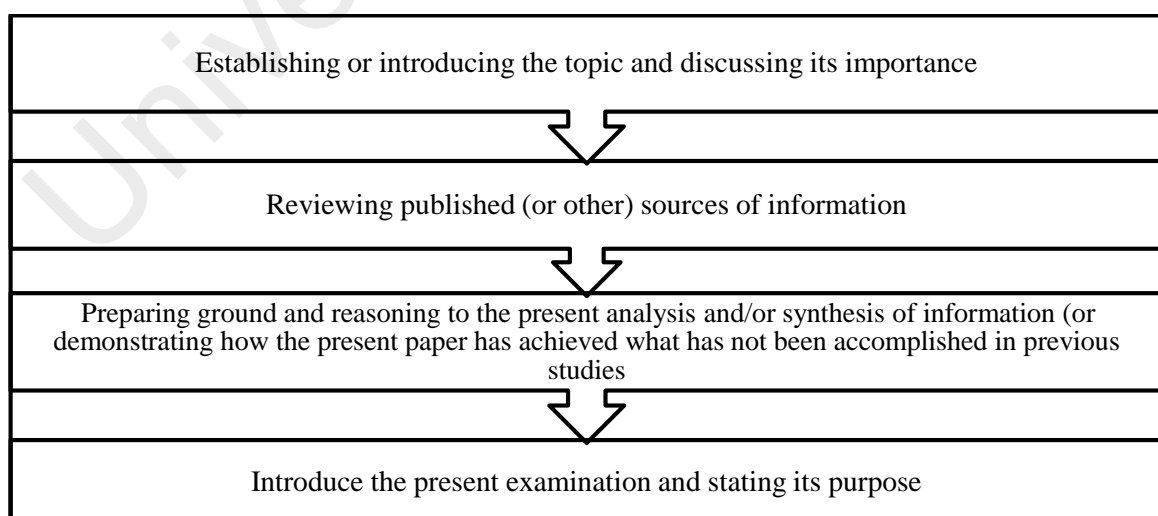 Establishing or introducing the topic and discussing its importance
Reviewing published (or other) sources of information
Preparing ground and reasoning to the present analysis and/or synthesis of information (or
demonstrating how the present paper has achieved what has not been accomplished in previous
studies
Introduce the present examination and stating its purpose